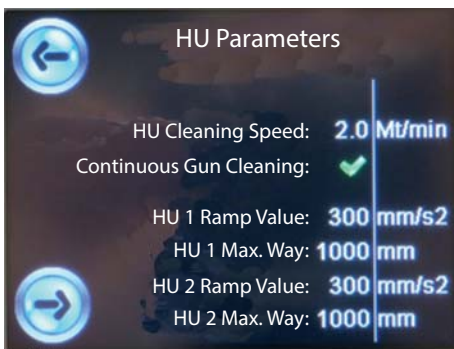 HU Parameters
HU Cleaning Speed: 2.0 Mt/min
Continuous Gun Cleaning:
HU 1 Ramp Value: 300 mm/s2
HU 1 Max. Way: 1000 mm
HU 2 Ramp Value: 300 mm/s2
HU 2 Max. Way: 1000 mm